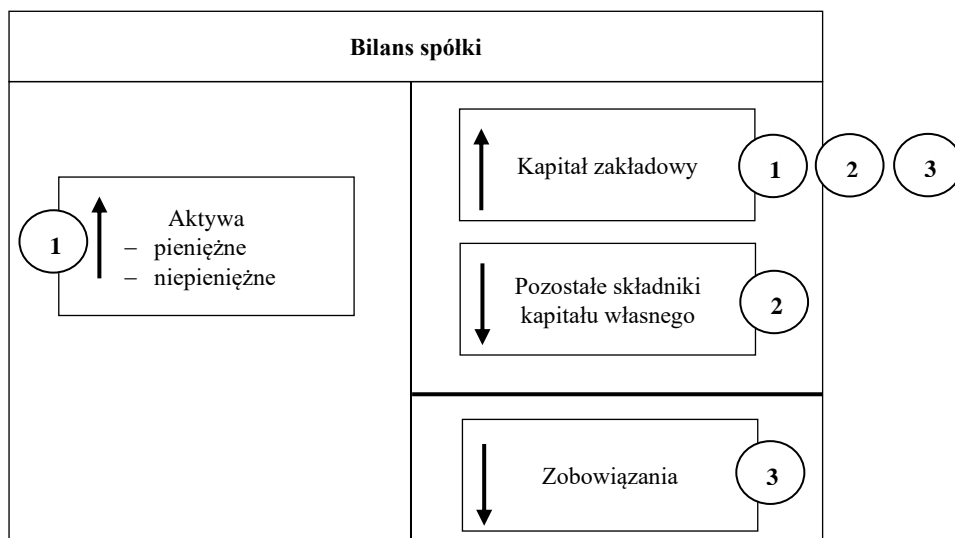 Bilans spółki
Kapitał zakładowy
1 2 3
1
Aktywa
– pieniężne
– niepieniężne
Pozostałe składniki
kapitału własnego
2
Zobowiązania
3